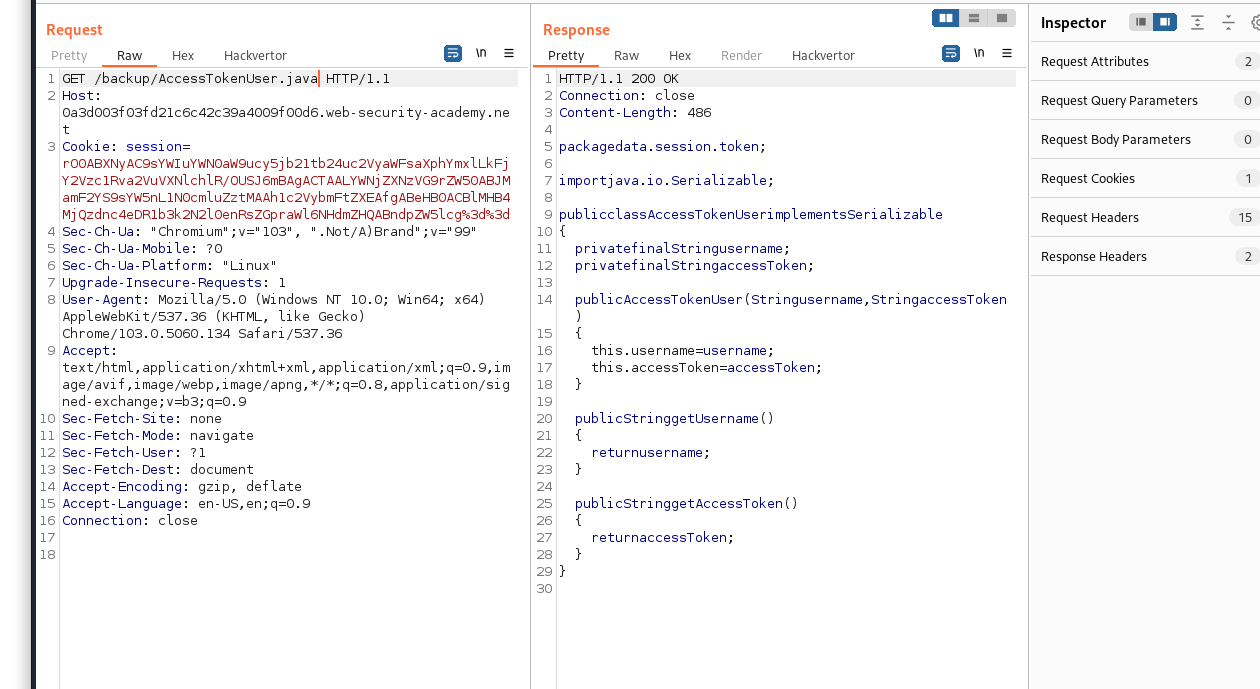 Request
Pretty Raw Hex Hackvertor \n
1 GET /backup/AccessTokenUser.java HTTP/1.1
2 Host:
0a3d003f03fd21c6c42c39a4009f00d6.web-security-academy.ne
t
3 Cookie: session=
rO0ABXNyAC9sYWIuYWN0aW9ucy5jb21tb24uc2VyaWFsaXphYmxlLkFj
Y2Vzc1Rva2VuVXNlchlR/OUSJ6mBAgACTAALYWNjZXNzVG9rZW50ABJM
amF2YS9sYW5nL1N0cmluZztMAAh1c2VybmFtZXEAfgABeHB0ACBlMHB4
MjQzdnc4eDR1b3k2N2l0enRsZGpraWl6NHdmZHQABndpZW5lcg%3d%3d
4 Sec-Ch-Ua: "Chromium";v="103", ".Not/A)Brand";v="99"
5 Sec-Ch-Ua-Mobile: ?0
6 Sec-Ch-Ua-Platform: "Linux"
7 Upgrade-Insecure-Requests: 1
8 User-Agent: Mozilla/5.0 (Windows NT 10.0; Win64; x64)
AppleWebKit/537.36 (KHTML, like Gecko)
Chrome/103.0.5060.134 Safari/537.36
9 Accept:
text/html,application/xhtml+xml,application/xml;q=0.9,im
age/avif,image/webp,image/apng,*/*;q=0.8,application/sig
ned-exchange;v=b3;q=0.9
10 Sec-Fetch-Site: none
11 Sec-Fetch-Mode: navigate
12 Sec-Fetch-User: ?1
13 Sec-Fetch-Dest: document
14 Accept-Encoding: gzip, deflate
15 Accept-Language: en-US,en;q=0.9
16 Connection: close
17
18
Response
Pretty Raw Hex Render Hackvertor \n
1 HTTP/1.1 200 OK
2 Connection: close
3 Content-Length: 486
4
5 packagedata.session.token;
6
7 importjava.io.Serializable;
8
9 publicclassAccessTokenUserimplementsSerializable
10 {
11 privatefinalStringusername;
12 privatefinalStringaccessToken;
13
14 publicAccessTokenUser(Stringusername,StringaccessToken
)
15 {
16 this.username=username;
17 this.accessToken=accessToken;
18 }
19
20 publicStringgetUsername()
21 {
22 returnusername;
23 }
24
25 publicStringgetAccessToken()
26 {
27 returnaccessToken;
28 }
29 }
30
Inspector
Request Attributes 2
Request Query Parameters 0
Request Body Parameters 0
Request Cookies 1
Request Headers 15
Response Headers 2